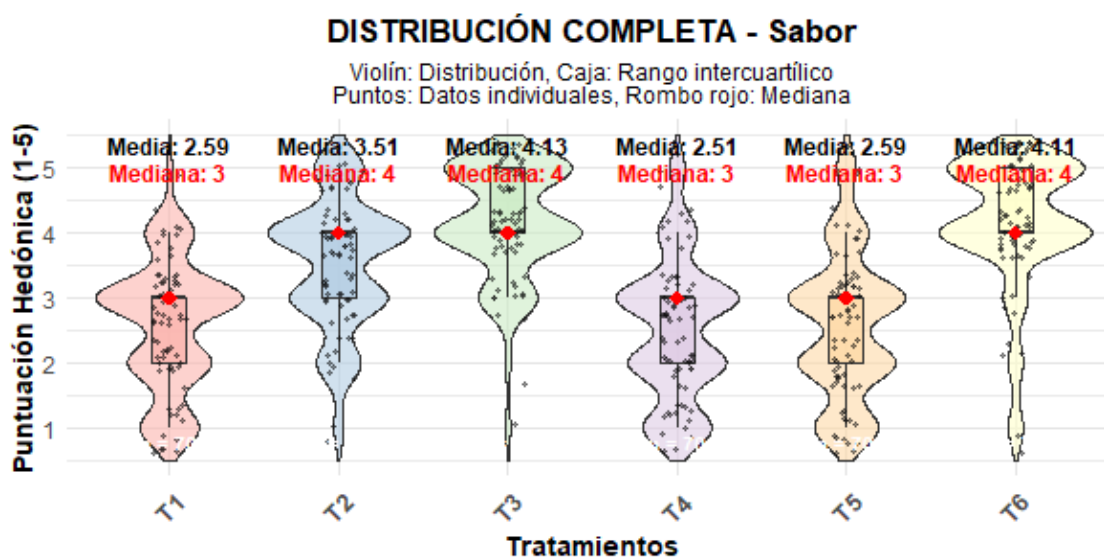 DISTRIBUCIÓN COMPLETA - Sabor
Violín: Distribución, Caja: Rango intercuartílico
Puntos: Datos individuales, Rombo rojo: Mediana
Puntuación Hedónica (1-5)
Media: 2.59 Media: 3.51 Media: 4.13 Media: 2.51 Media: 2.59 Media: 4.11
Mediana: 3 Mediana: 4 Mediana: 4 Mediana: 3 Mediana: 3 Mediana: 4
5
4
3
2
1
T1 T2 T3 T4 T5 T6
Tratamientos